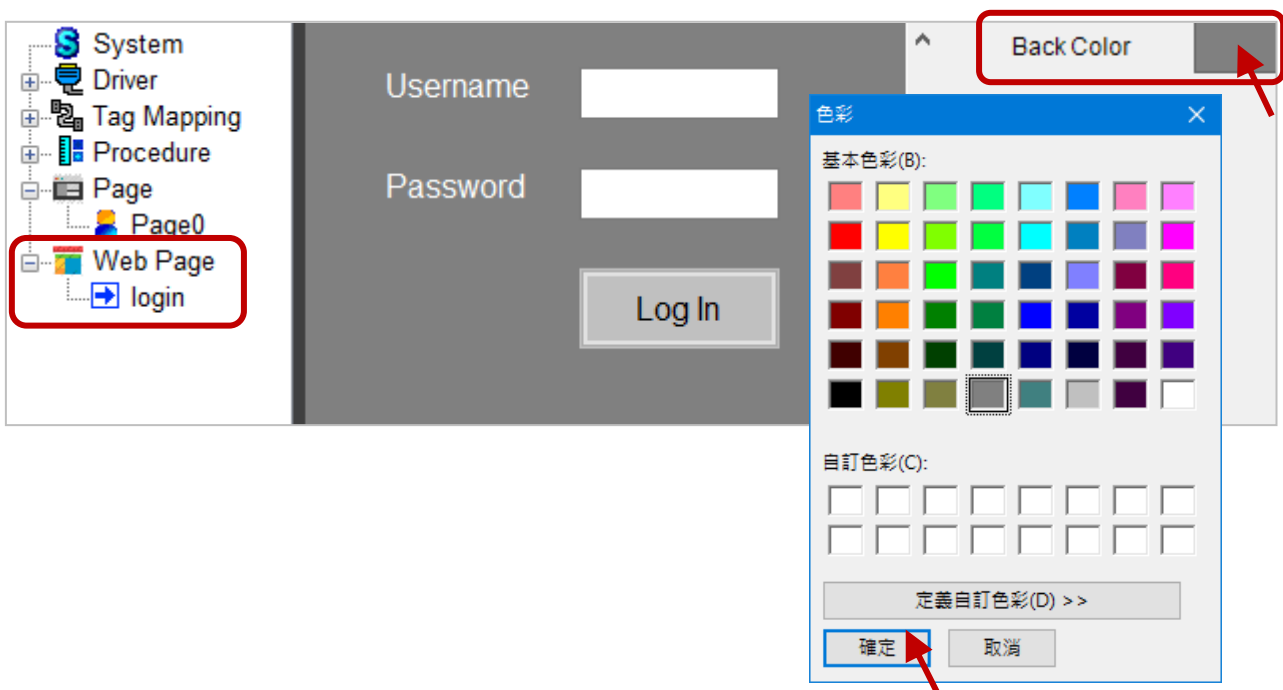 System
Driver
Tag Mapping
Procedure
Page
Page0
Web Page
login
Username
Password
Log In
Back Color
色彩
基本色彩(B):
自訂色彩(C):
定義自訂色彩(D) >>
確定
取消